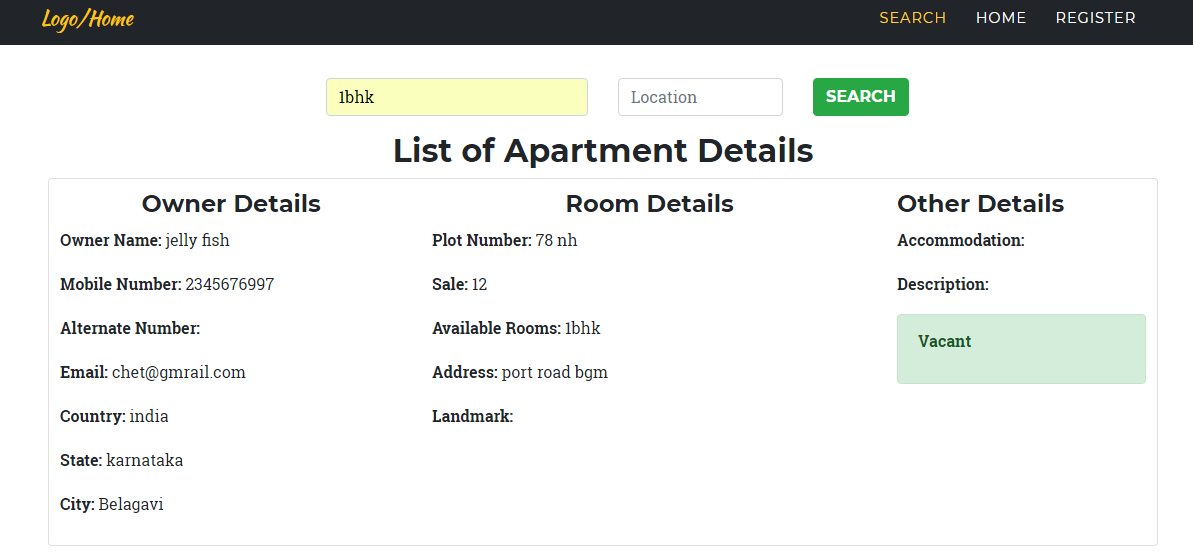 Logo/Home
SEARCH HOME REGISTER
1bhk Location SEARCH
List of Apartment Details
Owner Details
Owner Name: jelly fish
Mobile Number: 2345676997
Alternate Number:
Email: chet@gmrail.com
Country: india
State: karnataka
City: Belagavi
Room Details
Plot Number: 78 nh
Sale: 12
Available Rooms: 1bhk
Address: port road bgm
Landmark:
Other Details
Accommodation:
Description:
Vacant